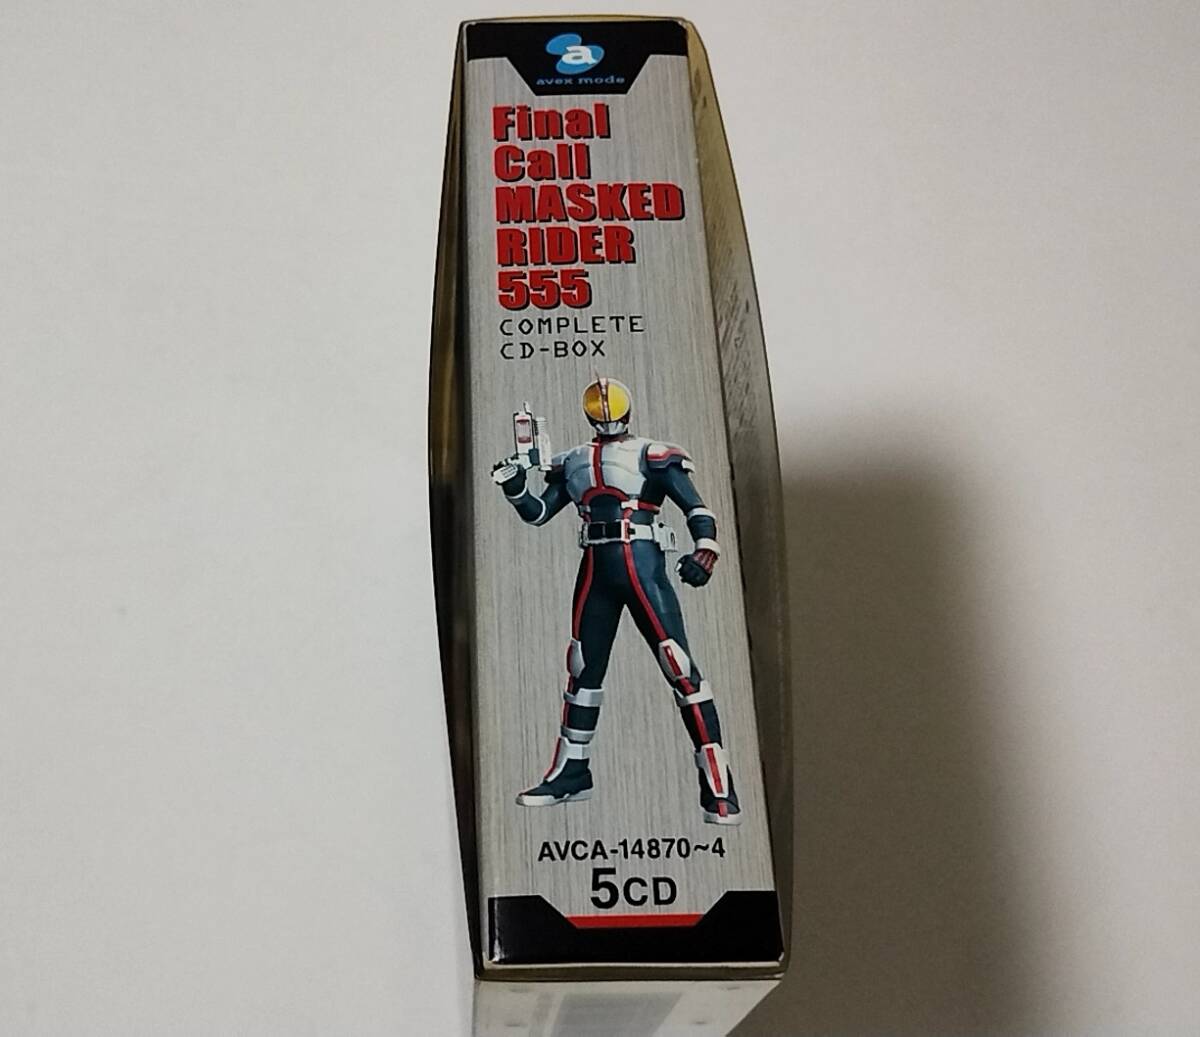 a
avex mode
Final
Call
MASKED
RIDER
555
COMPLETE
CD-BOX
AVCA-14870~4
5CD